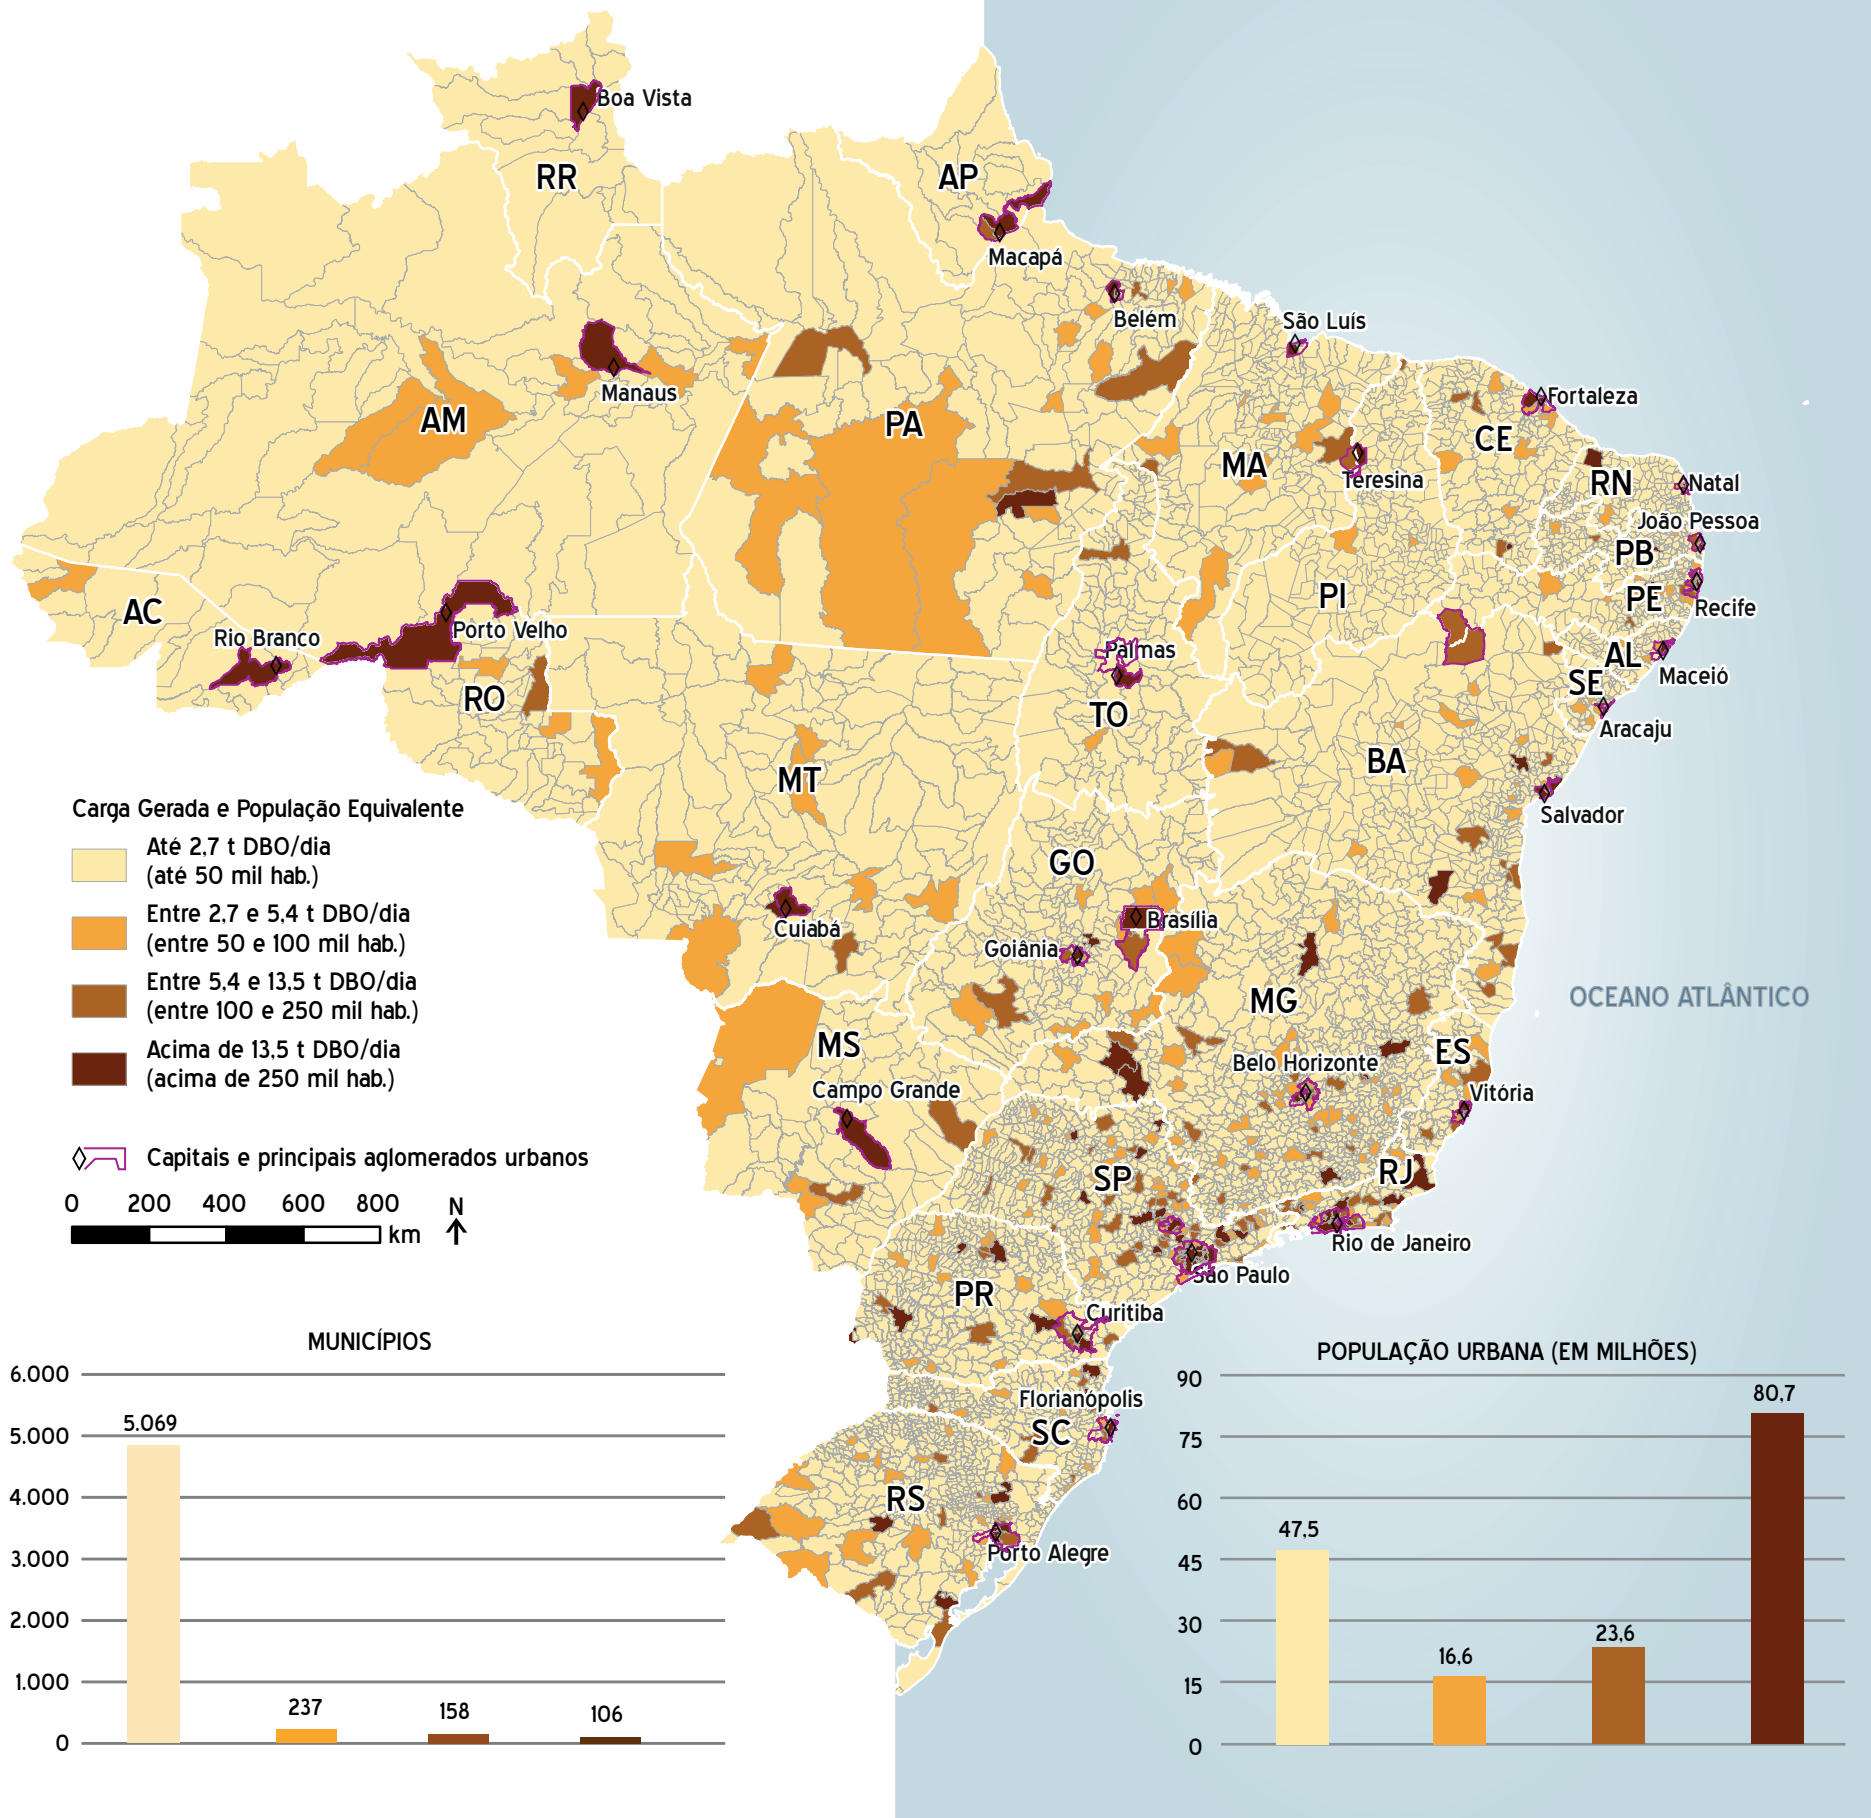 Boa Vista
RR
AP
Macapá
Belém
São Luís
Manaus
Fortaleza
AM
PA
CE
MA
Teresina
RN
Natal
João Pessoa
PB
PI
PE
Recife
AC
Rio Branco
Porto Velho
Palmas
AL
Maceió
SE
RO
TO
Aracaju
BA
MT
Salvador
GO
Cuiabá
Brasília
Goiânia
MG
OCEANO ATLÂNTICO
MS
Belo Horizonte
ES
Campo Grande
Vitória
SP
RJ
Rio de Janeiro
São Paulo
PR
Curitiba
Florianópolis
SC
RS
Porto Alegre
Carga Gerada e População Equivalente
Até 2,7 t DBO/dia
(até 50 mil hab.)
Entre 2,7 e 5,4 t DBO/dia
(entre 50 e 100 mil hab.)
Entre 5,4 e 13,5 t DBO/dia
(entre 100 e 250 mil hab.)
Acima de 13,5 t DBO/dia
(acima de 250 mil hab.)
Capitais e principais aglomerados urbanos
0 200 400 600 800
km
N
MUNICÍPIOS
6.000
5.000
4.000
3.000
2.000
1.000
0
5.069
237
158
106
POPULAÇÃO URBANA (EM MILHÕES)
90
75
60
45
30
15
0
47,5
16,6
23,6
80,7